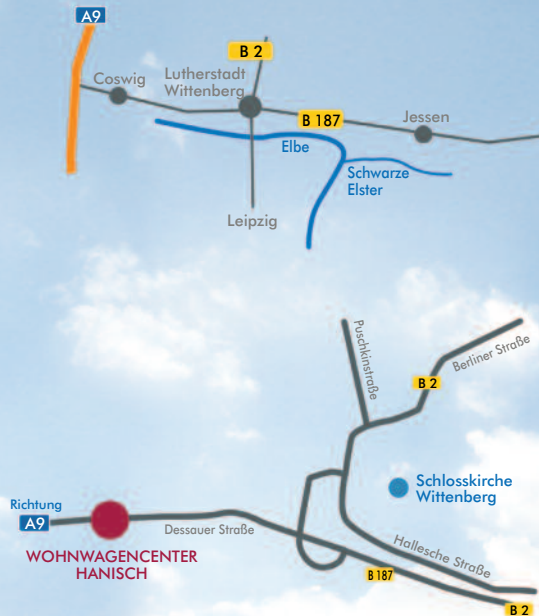 A9
B 2
Coswig
Lutherstadt
Wittenberg
B 187
Jessen
Elbe
Schwarze
Elster
Leipzig
Puschkinstraße
Berliner Straße
B 2
Schlosskirche
Wittenberg
Richtung
A9
Dessauer Straße
Hallesche Straße
WOHNWAGENCENTER
HANISCH
B 187
B 2